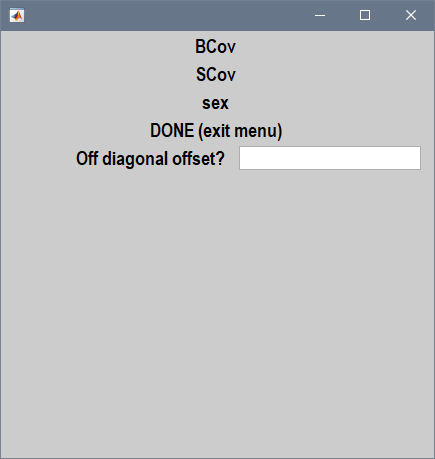 BCov
SCov
sex
DONE (exit menu)
Off diagonal offset?